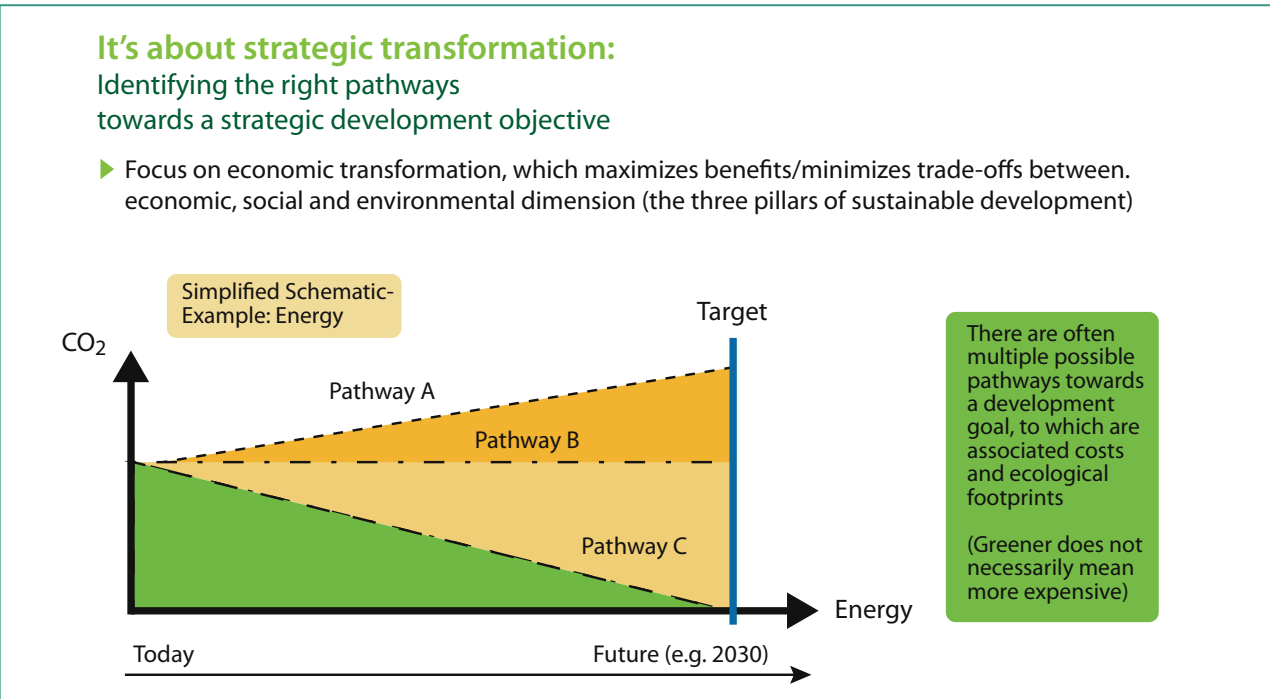 It's about strategic transformation:
Identifying the right pathways
towards a strategic development objective
Focus on economic transformation, which maximizes benefits/minimizes trade-offs between.
economic, social and environmental dimension (the three pillars of sustainable development)
Simplified Schematic-
Example: Energy
Target
CO₂
Pathway A
Pathway B
Pathway C
Energy
Today
Future (e.g. 2030)
There are often
multiple possible
pathways towards
a development
goal, to which are
associated costs
and ecological
footprints
(Greener does not
necessarily mean
more expensive)